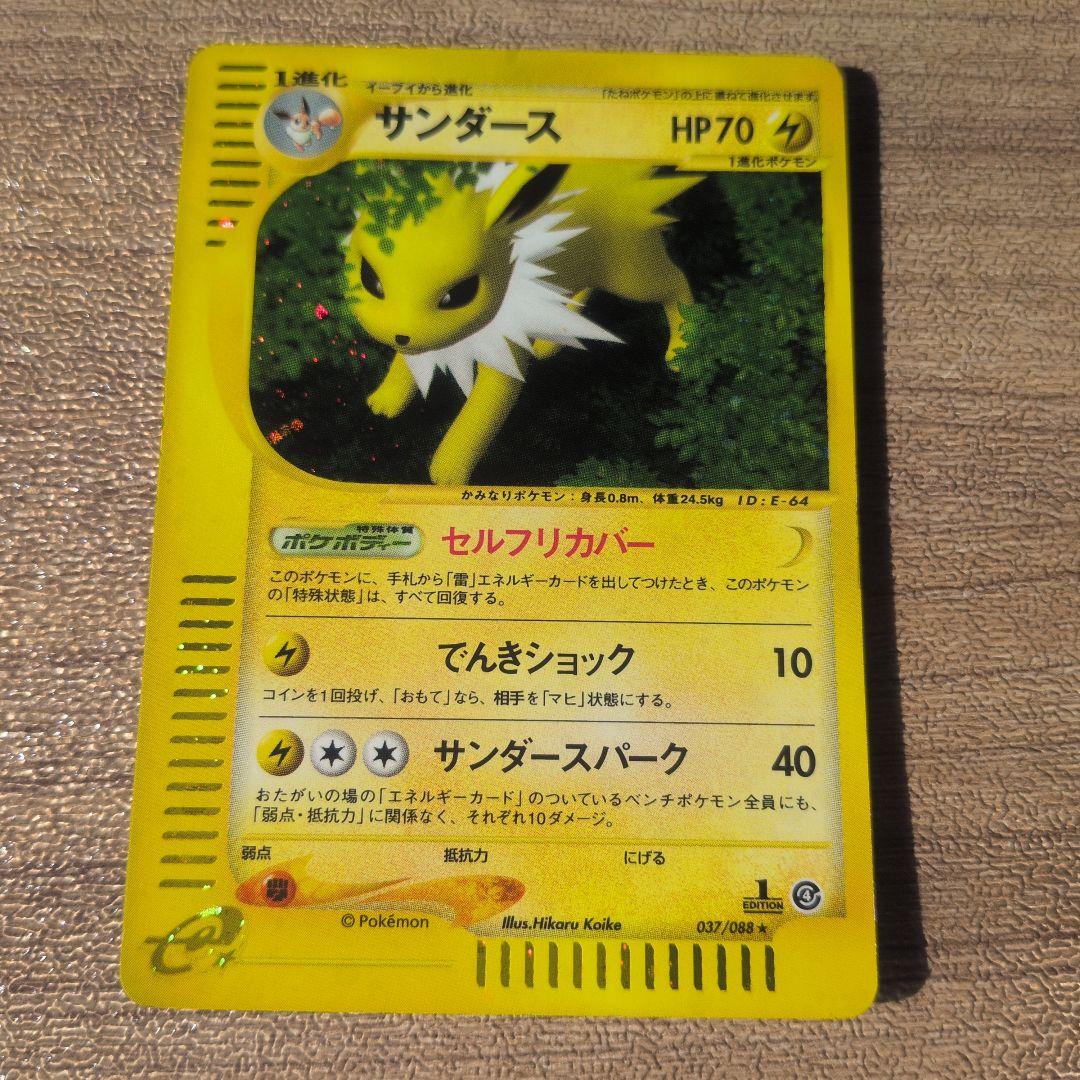 1進化
イーブイから進化
「たねポケモン」の上に重ねて進化させます
サンダース
HP70
1進化ポケモン
かみなりポケモン：身長0.8m、体重24.5kg ID:E-64
特殊体質
ポケボディー
セルフリカバー
このポケモンに、手札から「雷」エネルギーカードを出してつけたとき、このポケモン
の「特殊状態」は、すべて回復する。
でんきショック 10
コインを1回投げ、「おもて」なら、相手を「マヒ」状態にする。
サンダースパーク 40
おたがいの場の「エネルギーカード」のついているベンチポケモン全員にも、
「弱点・抵抗力」に関係なく、それぞれ10ダメージ。
弱点 抵抗力 にげる
1
EDITION
4
© Pokémon
Illus.Hikaru Koike
037/088 ★
e